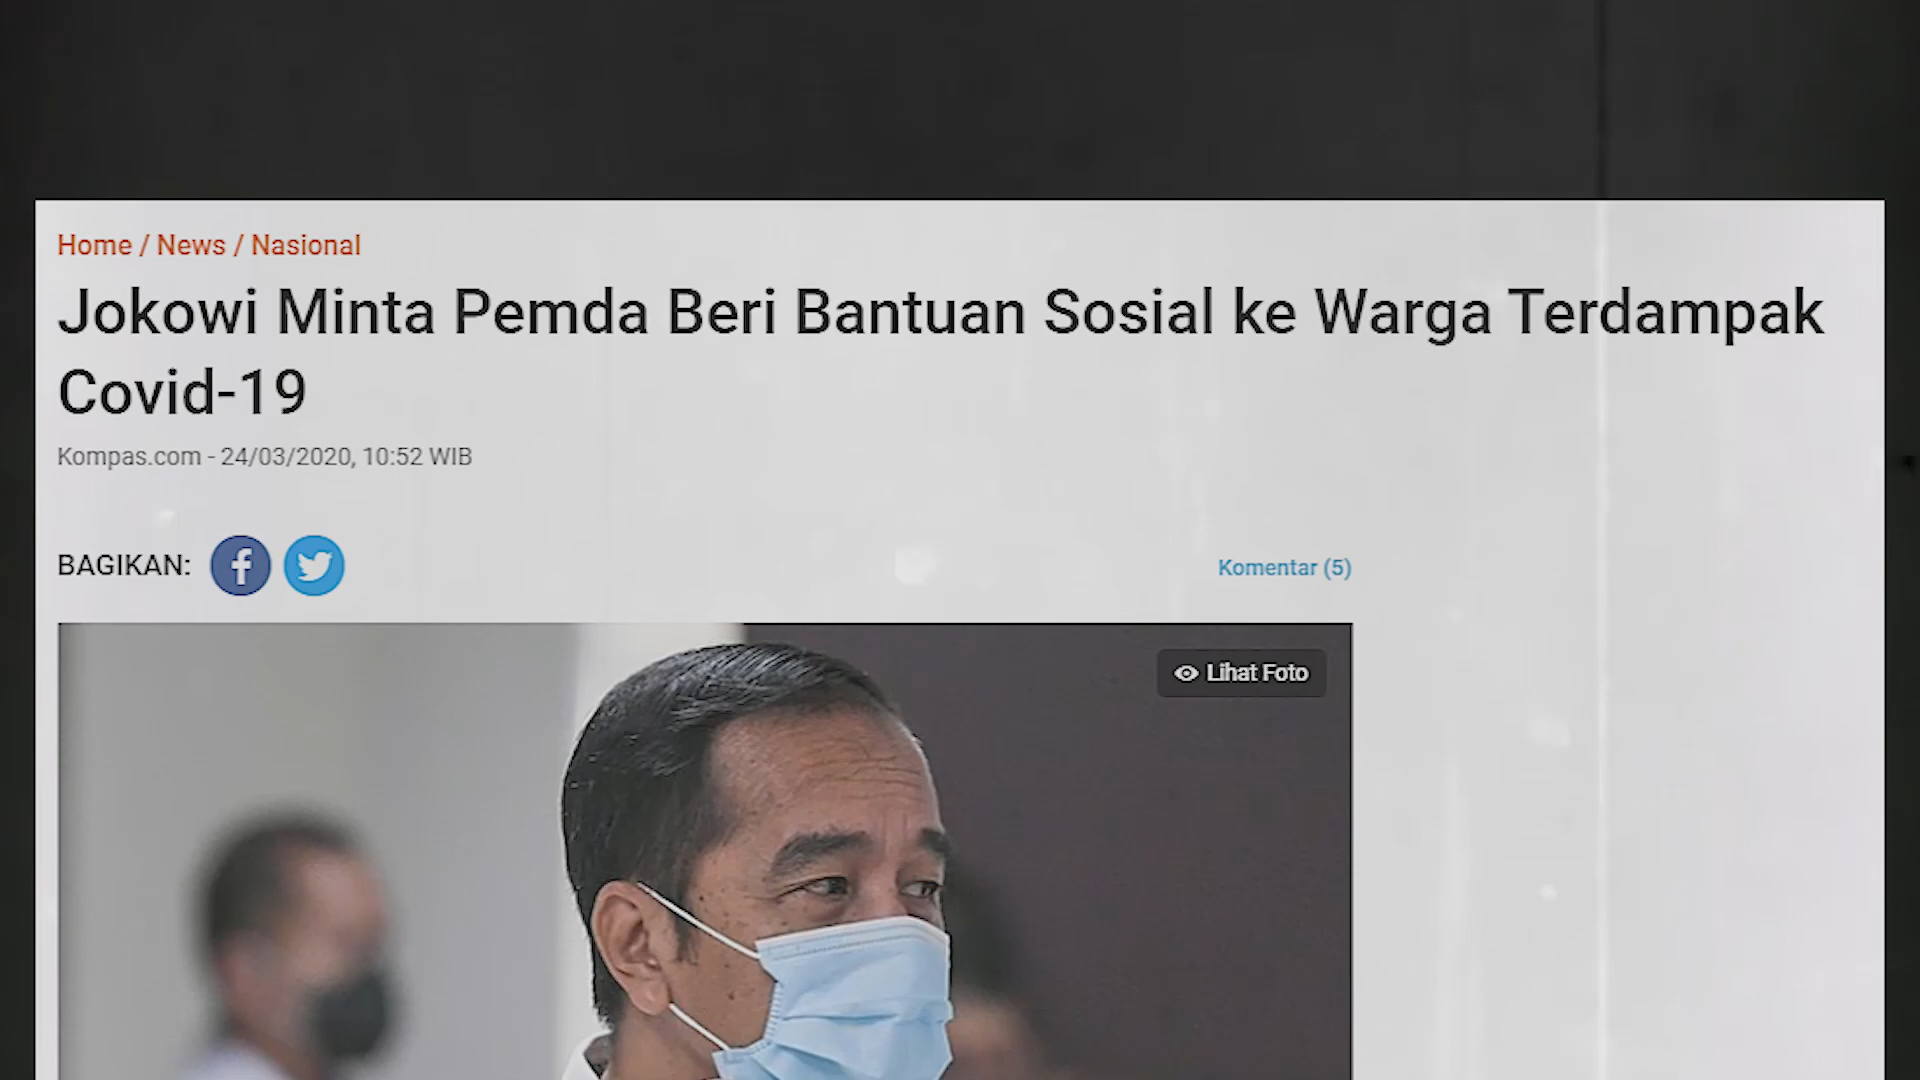 Home / News / Nasional
Jokowi Minta Pemda Beri Bantuan Sosial ke Warga Terdampak
Covid-19
Kompas.com - 24/03/2020, 10:52 WIB
BAGIKAN:
Komentar (5)
Lihat Foto